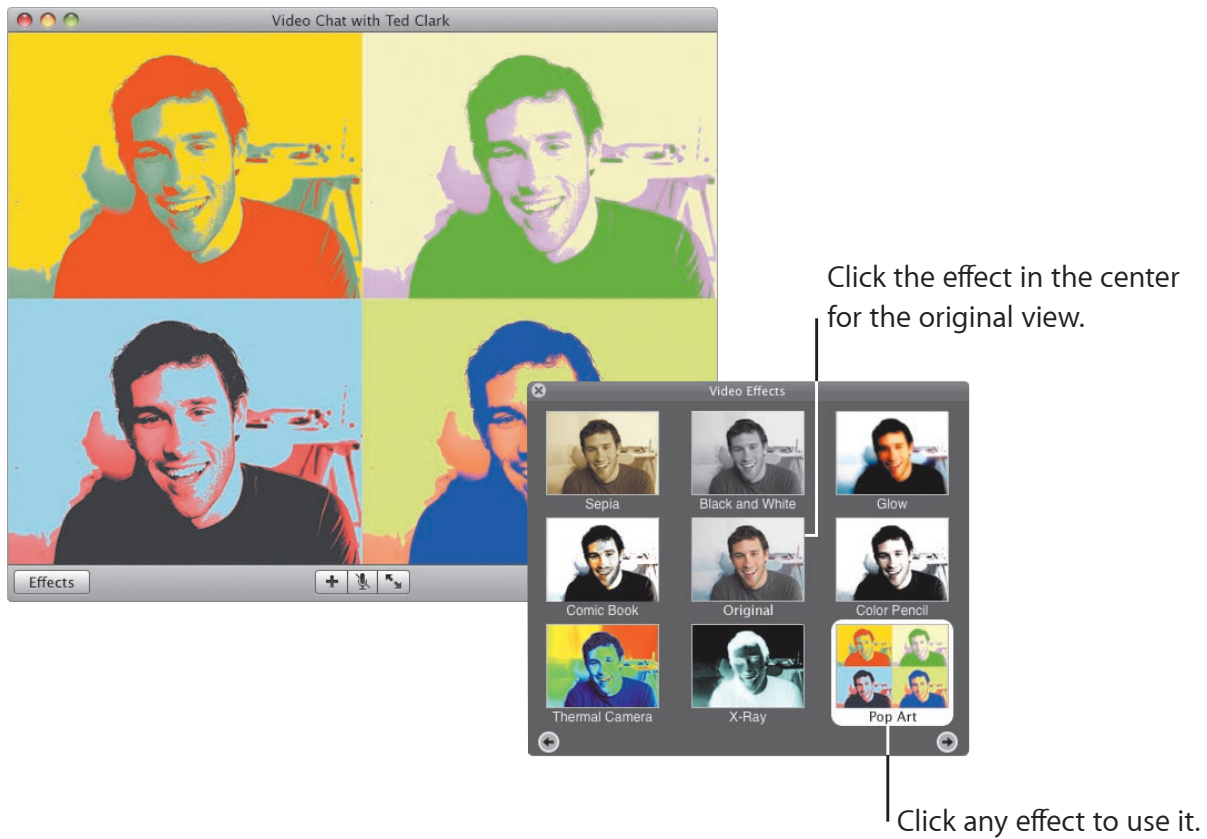 Video Chat with Ted Clark
Click the effect in the center
for the original view.
Video Effects
Sepia
Black and White
Glow
Comic Book
Original
Color Pencil
Thermal Camera
X-Ray
Pop Art
Effects
Click any effect to use it.